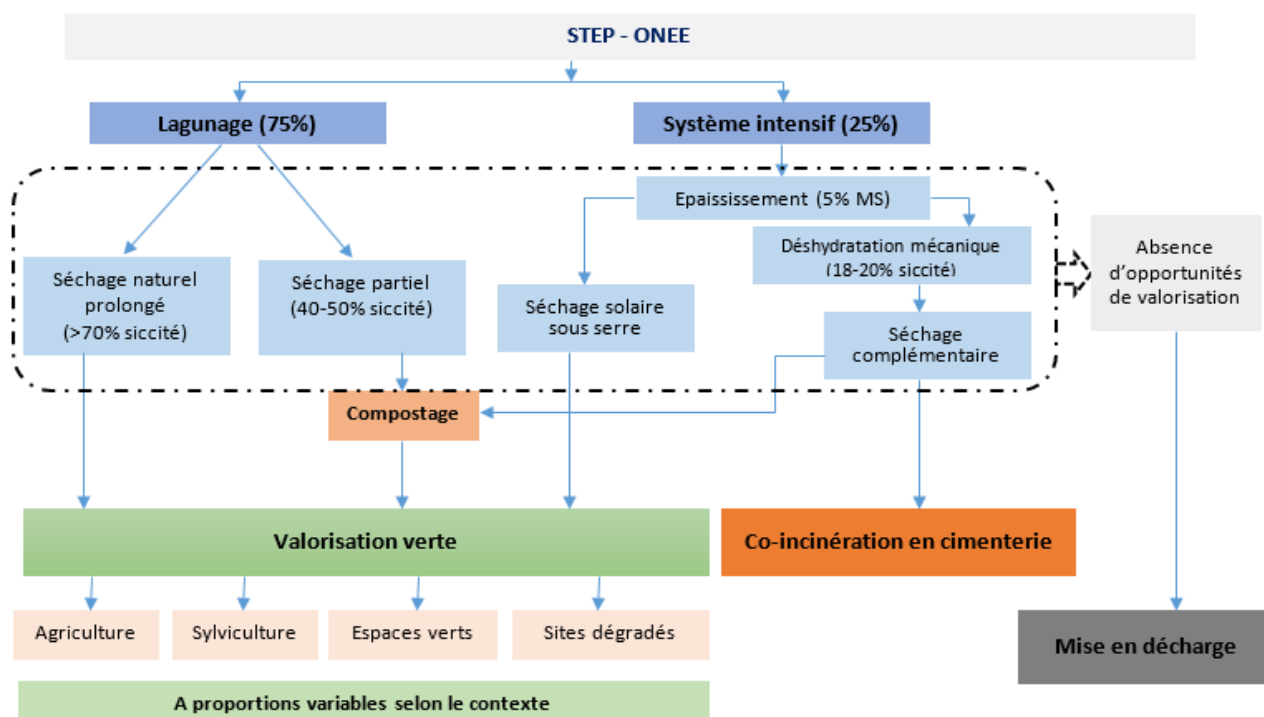 STEP - ONEE
Lagunage (75%)
Système intensif (25%)
Epaississement (5% MS)
Déshydratation mécanique
(18-20% siccité)
Absence
d'opportunités
de valorisation
Séchage naturel
prolongé
(>70% siccité)
Séchage partiel
(40-50% siccité)
Séchage solaire
sous serre
Séchage
complémentaire
Compostage
Valorisation verte
Co-incinération en cimenterie
Agriculture
Sylviculture
Espaces verts
Sites dégradés
Mise en décharge
A proportions variables selon le contexte